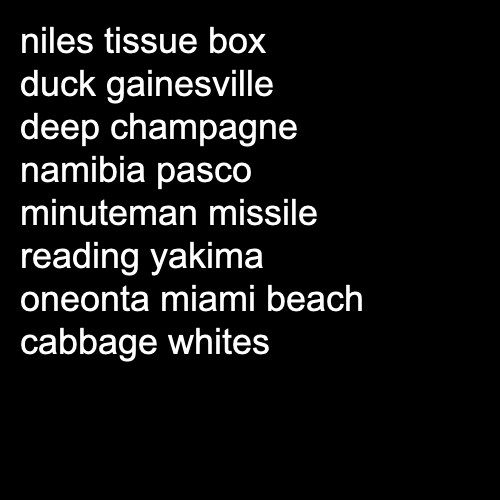 niles tissue box
duck gainesville
deep champagne
namibia pasco
minuteman missile
reading yakima
oneonta miami beach
cabbage whites